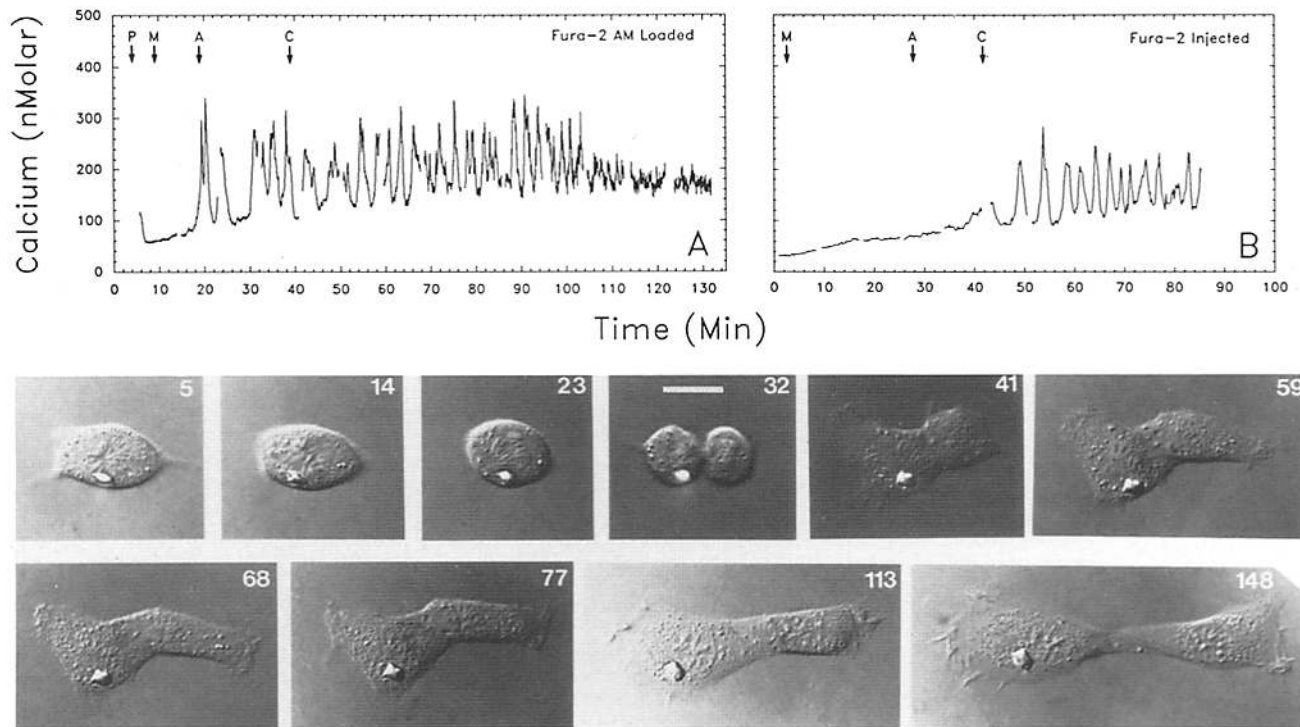 500
400
300
200
100
0
Calcium (nMolar)
P M A C
Fura-2 AM Loaded
A
0 10 20 30 40 50 60 70 80 90 100 110 120 130
M A C
Fura-2 Injected
B
0 10 20 30 40 50 60 70 80 90 100
Time (Min)
5 14 23 32 41 59
68 77 113 148